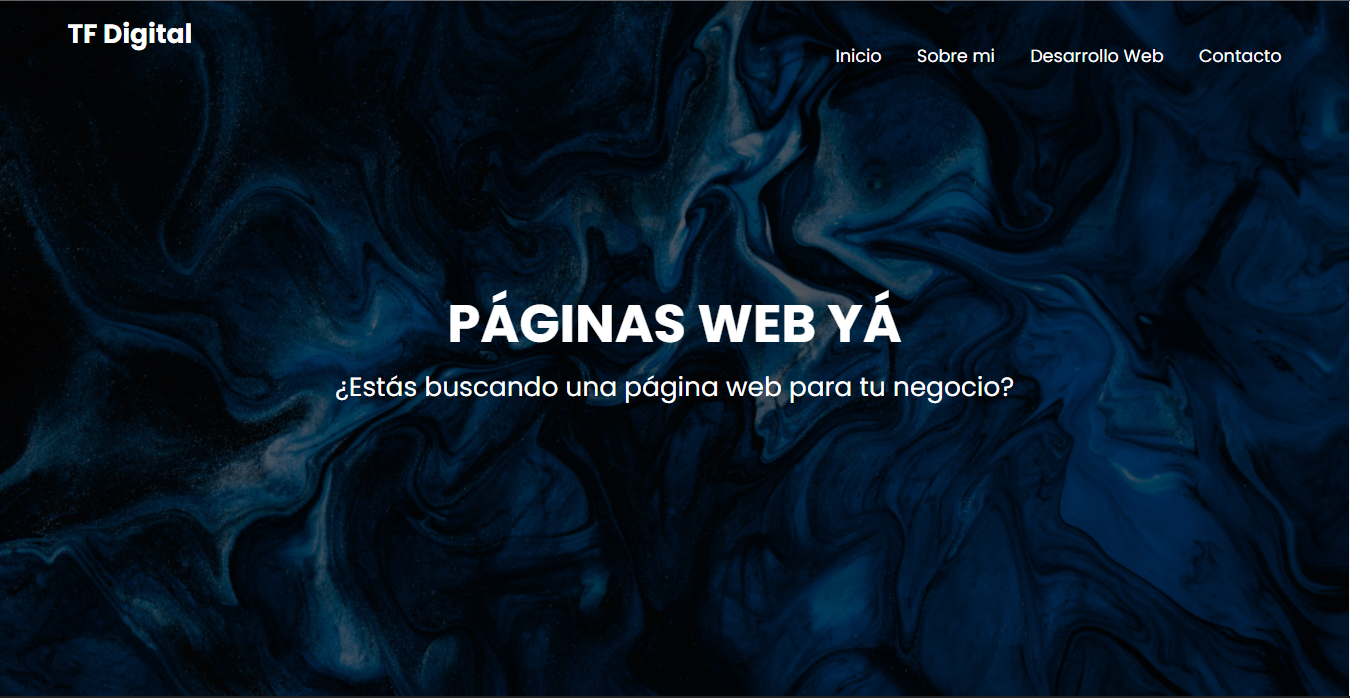 TF Digital
Inicio Sobre mi Desarrollo Web Contacto
PÁGINAS WEB YÁ
¿Estás buscando una página web para tu negocio?